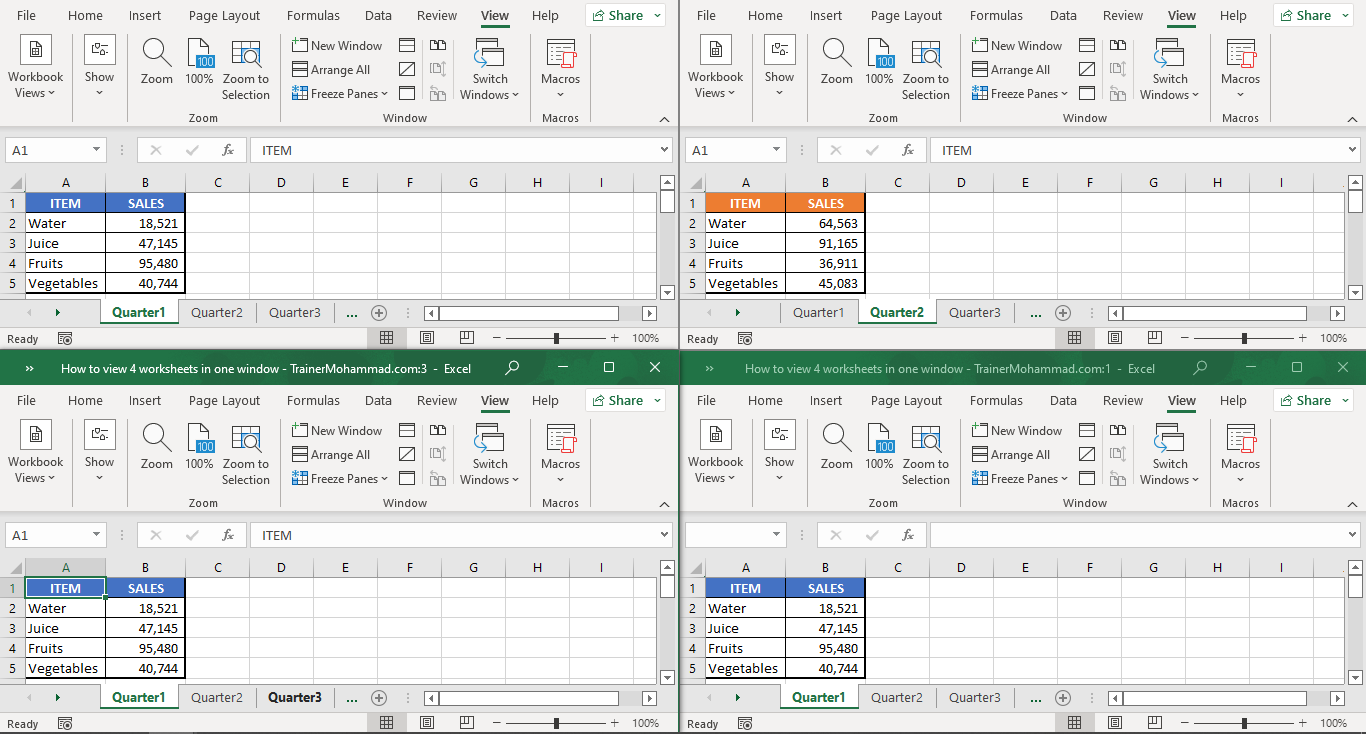 File Home Insert Page Layout Formulas Data Review View Help Share
Workbook Views Show Zoom 100 100% Zoom to Selection New Window Arrange All Freeze Panes Switch Windows Macros
Zoom Window Macros
A1 fx ITEM
A B C D E F G H I
1 ITEM SALES
2 Water 18,521
3 Juice 47,145
4 Fruits 95,480
5 Vegetables 40,744
Quarter1 Quarter2 Quarter3 ...
Ready 100%
File Home Insert Page Layout Formulas Data Review View Help Share
Workbook Views Show Zoom 100 100% Zoom to Selection New Window Arrange All Freeze Panes Switch Windows Macros
Zoom Window Macros
A1 fx ITEM
A B C D E F G H I
1 ITEM SALES
2 Water 64,563
3 Juice 91,165
4 Fruits 36,911
5 Vegetables 45,083
Quarter1 Quarter2 Quarter3 ...
Ready 100%
» How to view 4 worksheets in one window - TrainerMohammad.com:3 - Excel
File Home Insert Page Layout Formulas Data Review View Help Share
Workbook Views Show Zoom 100 100% Zoom to Selection New Window Arrange All Freeze Panes Switch Windows Macros
Zoom Window Macros
A1 fx ITEM
A B C D E F G H I
1 ITEM SALES
2 Water 18,521
3 Juice 47,145
4 Fruits 95,480
5 Vegetables 40,744
Quarter1 Quarter2 Quarter3 ...
Ready 100%
» How to view 4 worksheets in one window - TrainerMohammad.com:1 - Excel
File Home Insert Page Layout Formulas Data Review View Help Share
Workbook Views Show Zoom 100 100% Zoom to Selection New Window Arrange All Freeze Panes Switch Windows Macros
Zoom Window Macros
fx
A B C D E F G H I
1 ITEM SALES
2 Water 18,521
3 Juice 47,145
4 Fruits 95,480
5 Vegetables 40,744
Quarter1 Quarter2 Quarter3 ...
Ready 100%